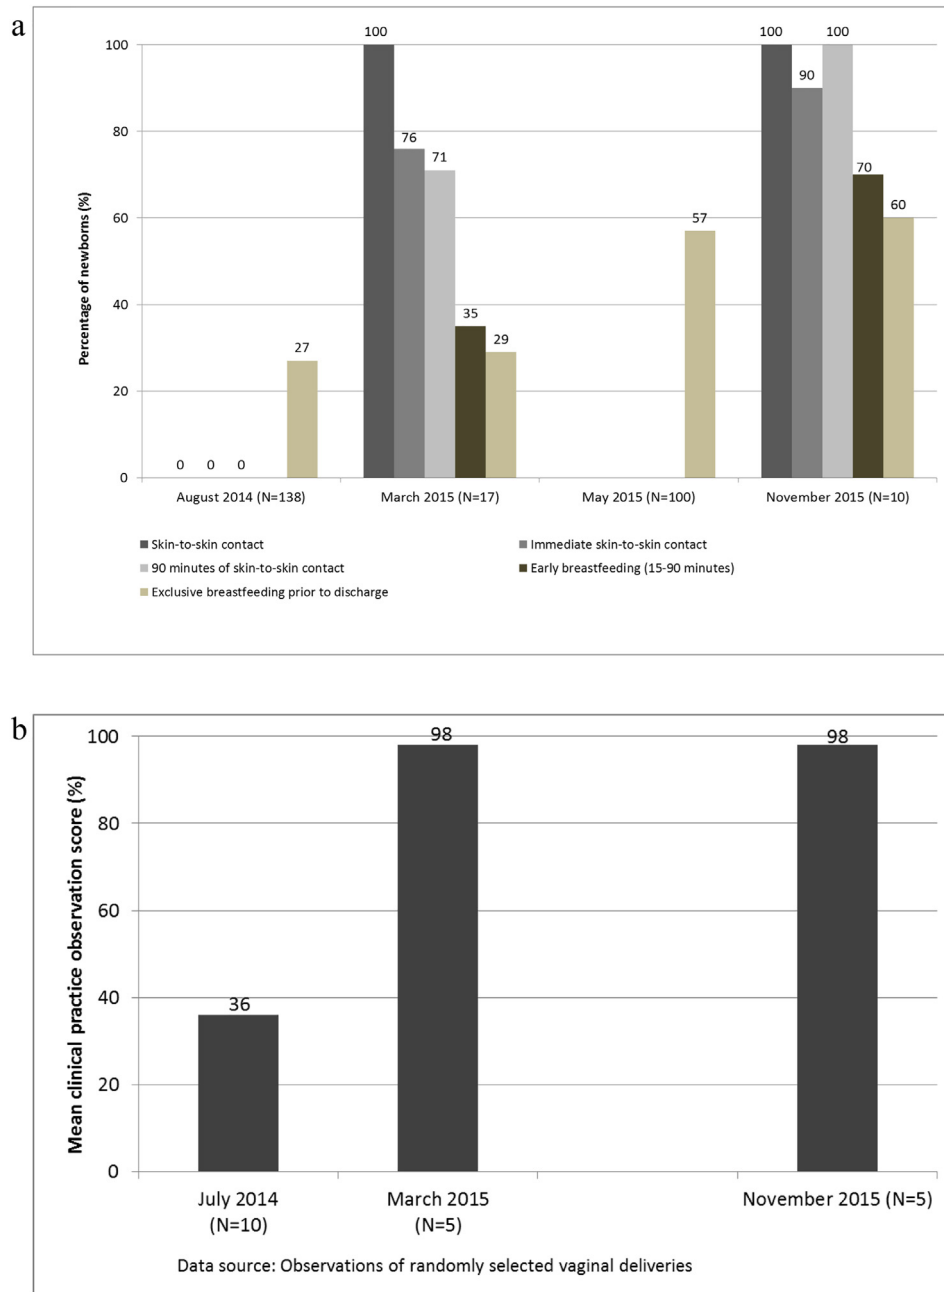 a
100
100
100
100
90
80
76
71
70
60
60
57
40
35
29
27
20
0
0
0
0
Percentage of newborns (%)
August 2014 (N=138)
March 2015 (N=17)
May 2015 (N=100)
November 2015 (N=10)
Skin-to-skin contact
Immediate skin-to-skin contact
90 minutes of skin-to-skin contact
Early breastfeeding (15-90 minutes)
Exclusive breastfeeding prior to discharge
b
Mean clinical practice observation score (%)
100
98
98
80
60
40
36
20
0
July 2014
(N=10)
March 2015
(N=5)
November 2015 (N=5)
Data source: Observations of randomly selected vaginal deliveries